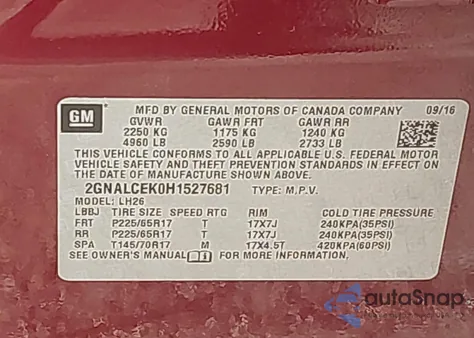 GM
MFD BY GENERAL MOTORS OF CANADA COMPANY 09/16
GVWR GAWR FRT GAWR RR
2250 KG 1175 KG 1240 KG
4960 LB 2590 LB 2733 LB
THIS VEHICLE CONFORMS TO ALL APPLICABLE U.S. FEDERAL MOTOR
VEHICLE SAFETY AND THEFT PREVENTION STANDARDS IN EFFECT ON
THE DATE OF MANUFACTURE SHOWN ABOVE.
2GNALCEK0H1527681 TYPE: M.P.V.
MODEL: LH26
LBBJ TIRE SIZE SPEED RTG RIM COLD TIRE PRESSURE
FRT P225/65R17 T 17X7J 240KPA(35PSI)
RR P225/65R17 T 17X7J 240KPA(35PSI)
SPA T145/70R17 M 17X4.5T 420KPA(60PSI)
SEE OWNER'S MANUAL FOR MORE INFORMATION.
autoSnap